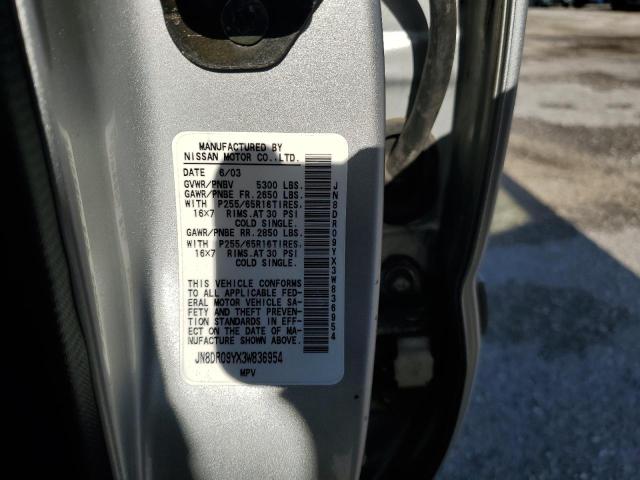 MANUFACTURED BY
NISSAN MOTOR CO.,LTD.
DATE 6/03
GVWR/PNBV 5300 LBS.
GAWR/PNBE FR. 2650 LBS.
WITH P255/65R16TIRES,
16X7 RIMS.AT 30 PSI
COLD SINGLE.
GAWR/PNBE RR. 2850 LBS.
WITH P255/65R16TIRES,
16X7 RIMS.AT 30 PSI
COLD SINGLE.
THIS VEHICLE CONFORMS
TO ALL APPLICABLE FED-
ERAL MOTOR VEHICLE SA-
FETY AND THEFT PREVEN-
TION STANDARDS IN EFF-
ECT ON THE DATE OF MA-
NUFACTURE SHOWN ABOVE.
JN8DR09YX3W836954
MPV
JN8DR09YX3W836954